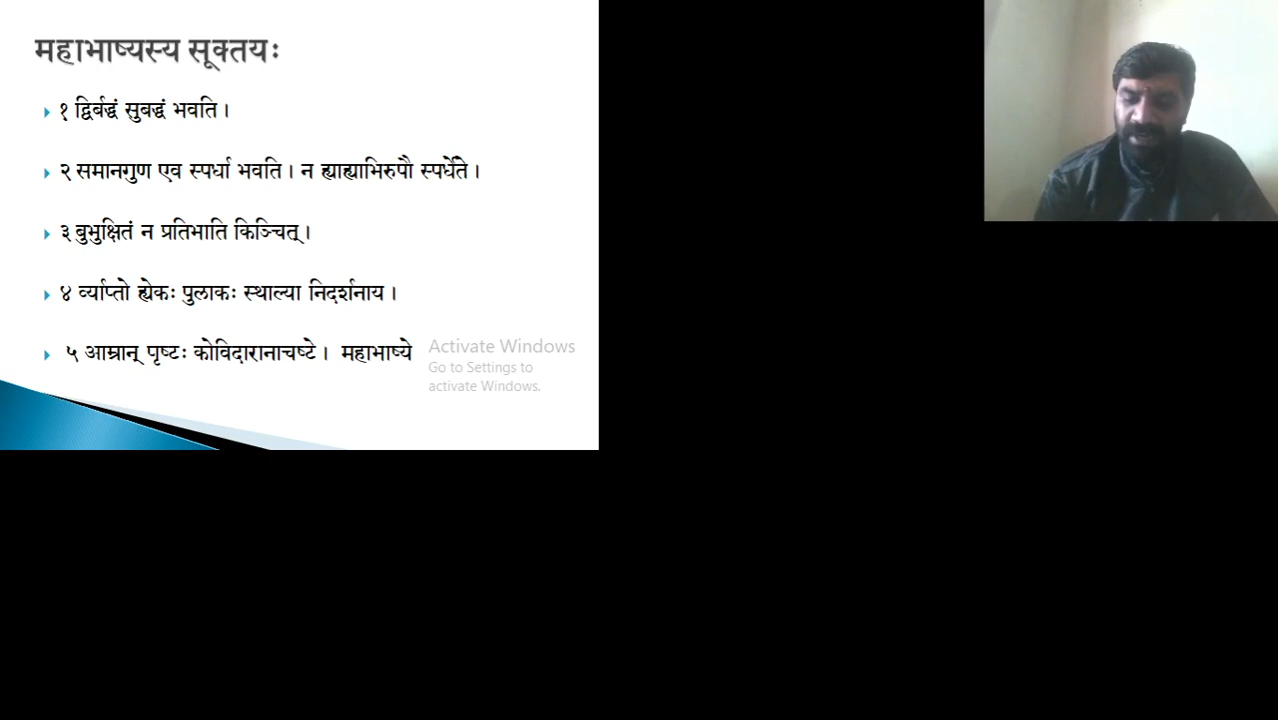 महाभाष्यस्य सूक्तयः
१ द्विर्बद्धं सुबद्धं भवति ।
२ समानगुण एव स्पर्धा भवति । न ह्याह्याभिरुपौ स्पर्धेते ।
३ बुभुक्षितं न प्रतिभाति किञ्चित् ।
४ र्व्याप्तो ह्येकः पुलाकः स्थाल्या निदर्शनाय ।
५ आम्रान् पृष्टः कोविदारानाचष्टे । महाभाष्ये
Activate Windows
Go to Settings to
activate Windows.